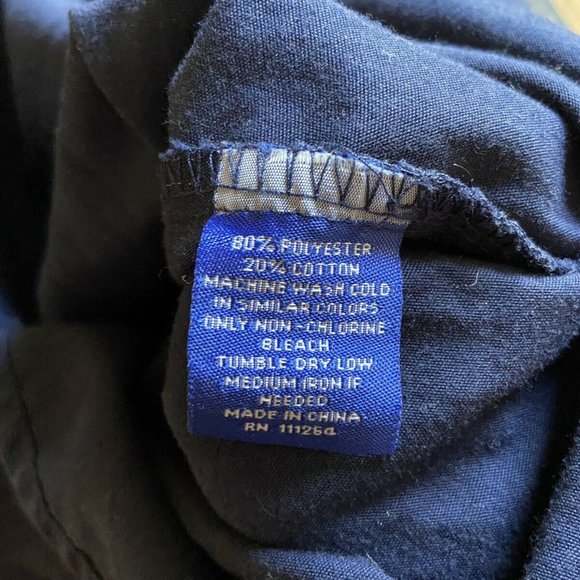 80% POLYESTER
20% COTTON
MACHINE WASH COLD
IN SIMILAR COLORS
ONLY NON-CHLORINE
BLEACH
TUMBLE DRY LOW
MEDIUM IRON IF
NEEDED
MADE IN CHINA
RN 111264